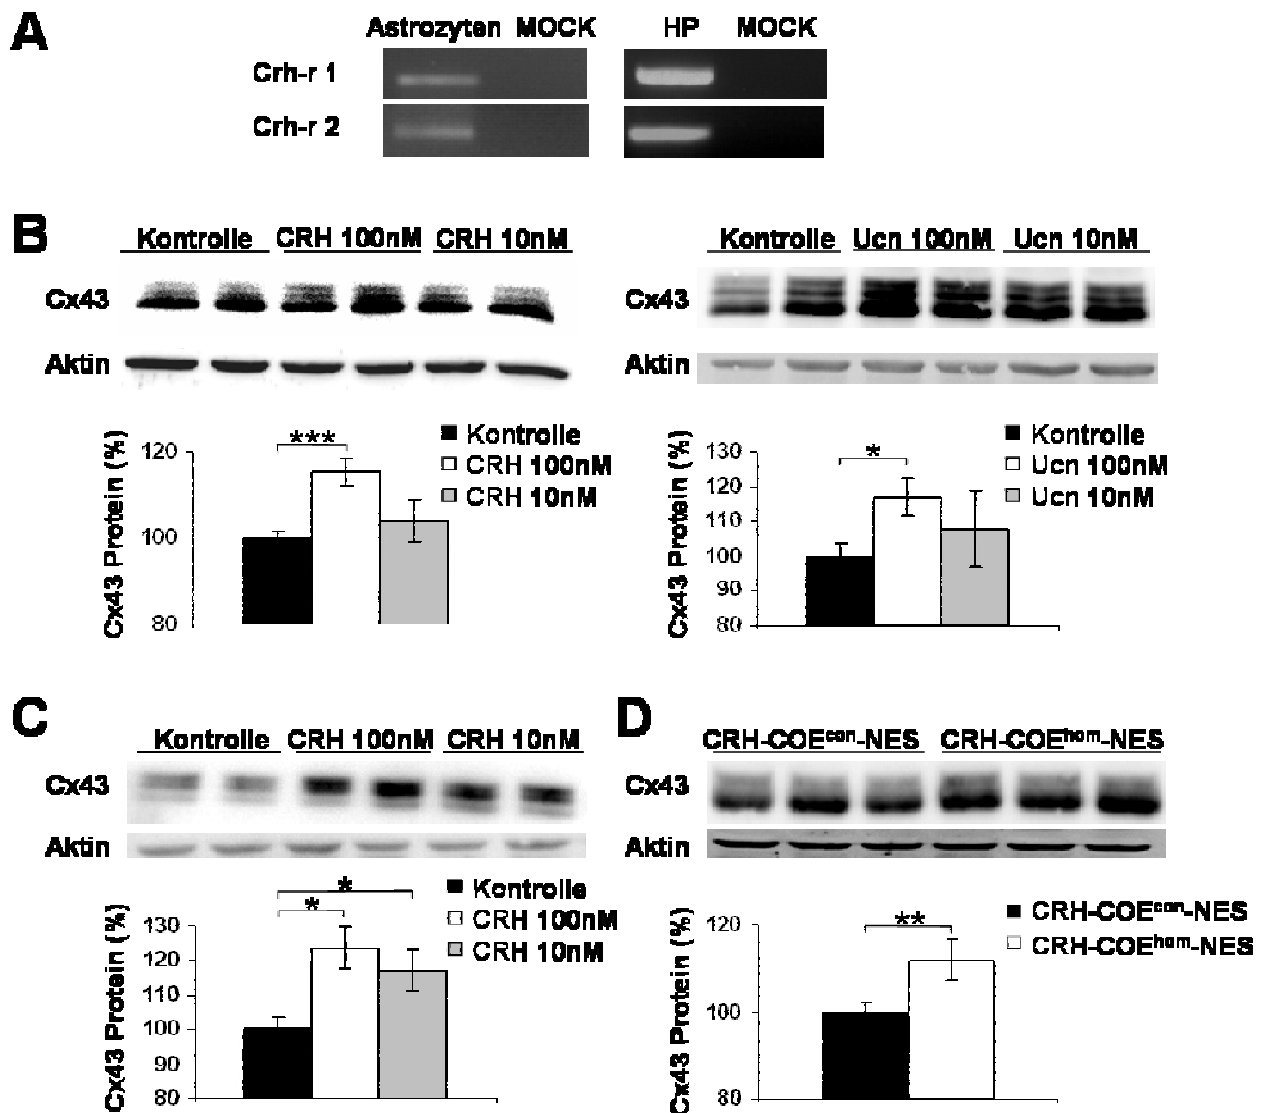 A
Astrozyten MOCK HP MOCK
Crh-r 1
Crh-r 2
B
Kontrolle CRH 100nM CRH 10nM
Cx43
Aktin
Cx43 Protein (%)
120
100
80
***
Kontrolle
CRH 100nM
CRH 10nM
Kontrolle Ucn 100nM Ucn 10nM
Cx43
Aktin
Cx43 Protein (%)
130
120
110
100
90
80
*
Kontrolle
Ucn 100nM
Ucn 10nM
C
Kontrolle CRH 100nM CRH 10nM
Cx43
Aktin
Cx43 Protein (%)
130
120
110
100
90
80
*
*
Kontrolle
CRH 100nM
CRH 10nM
D
CRH-COEcon-NES CRH-COEhom-NES
Cx43
Aktin
Cx43 Protein (%)
120
100
80
**
CRH-COEcon-NES
CRH-COEhom-NES